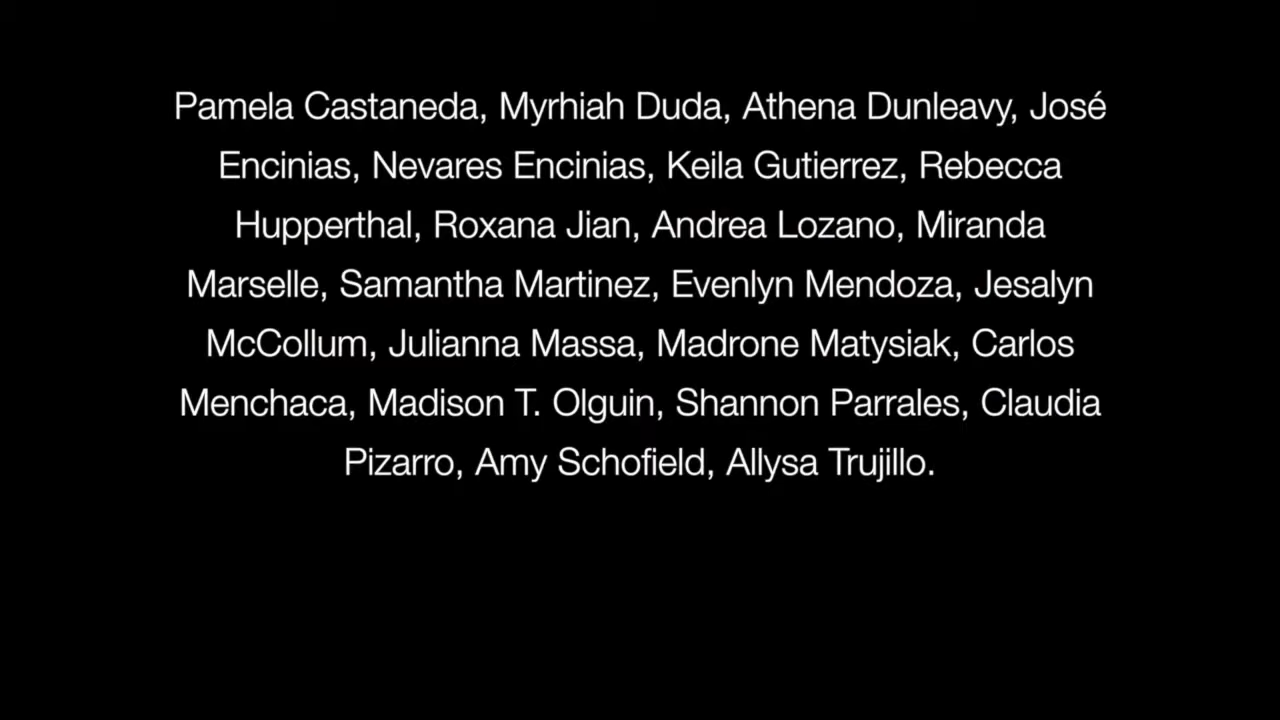 Pamela Castaneda, Myrhiah Duda, Athena Dunleavy, José
Encinias, Nevares Encinias, Keila Gutierrez, Rebecca
Hupperthal, Roxana Jian, Andrea Lozano, Miranda
Marselle, Samantha Martinez, Evenlyn Mendoza, Jesalyn
McCollum, Julianna Massa, Madrone Matysiak, Carlos
Menchaca, Madison T. Olguin, Shannon Parrales, Claudia
Pizarro, Amy Schofield, Allysa Trujillo.